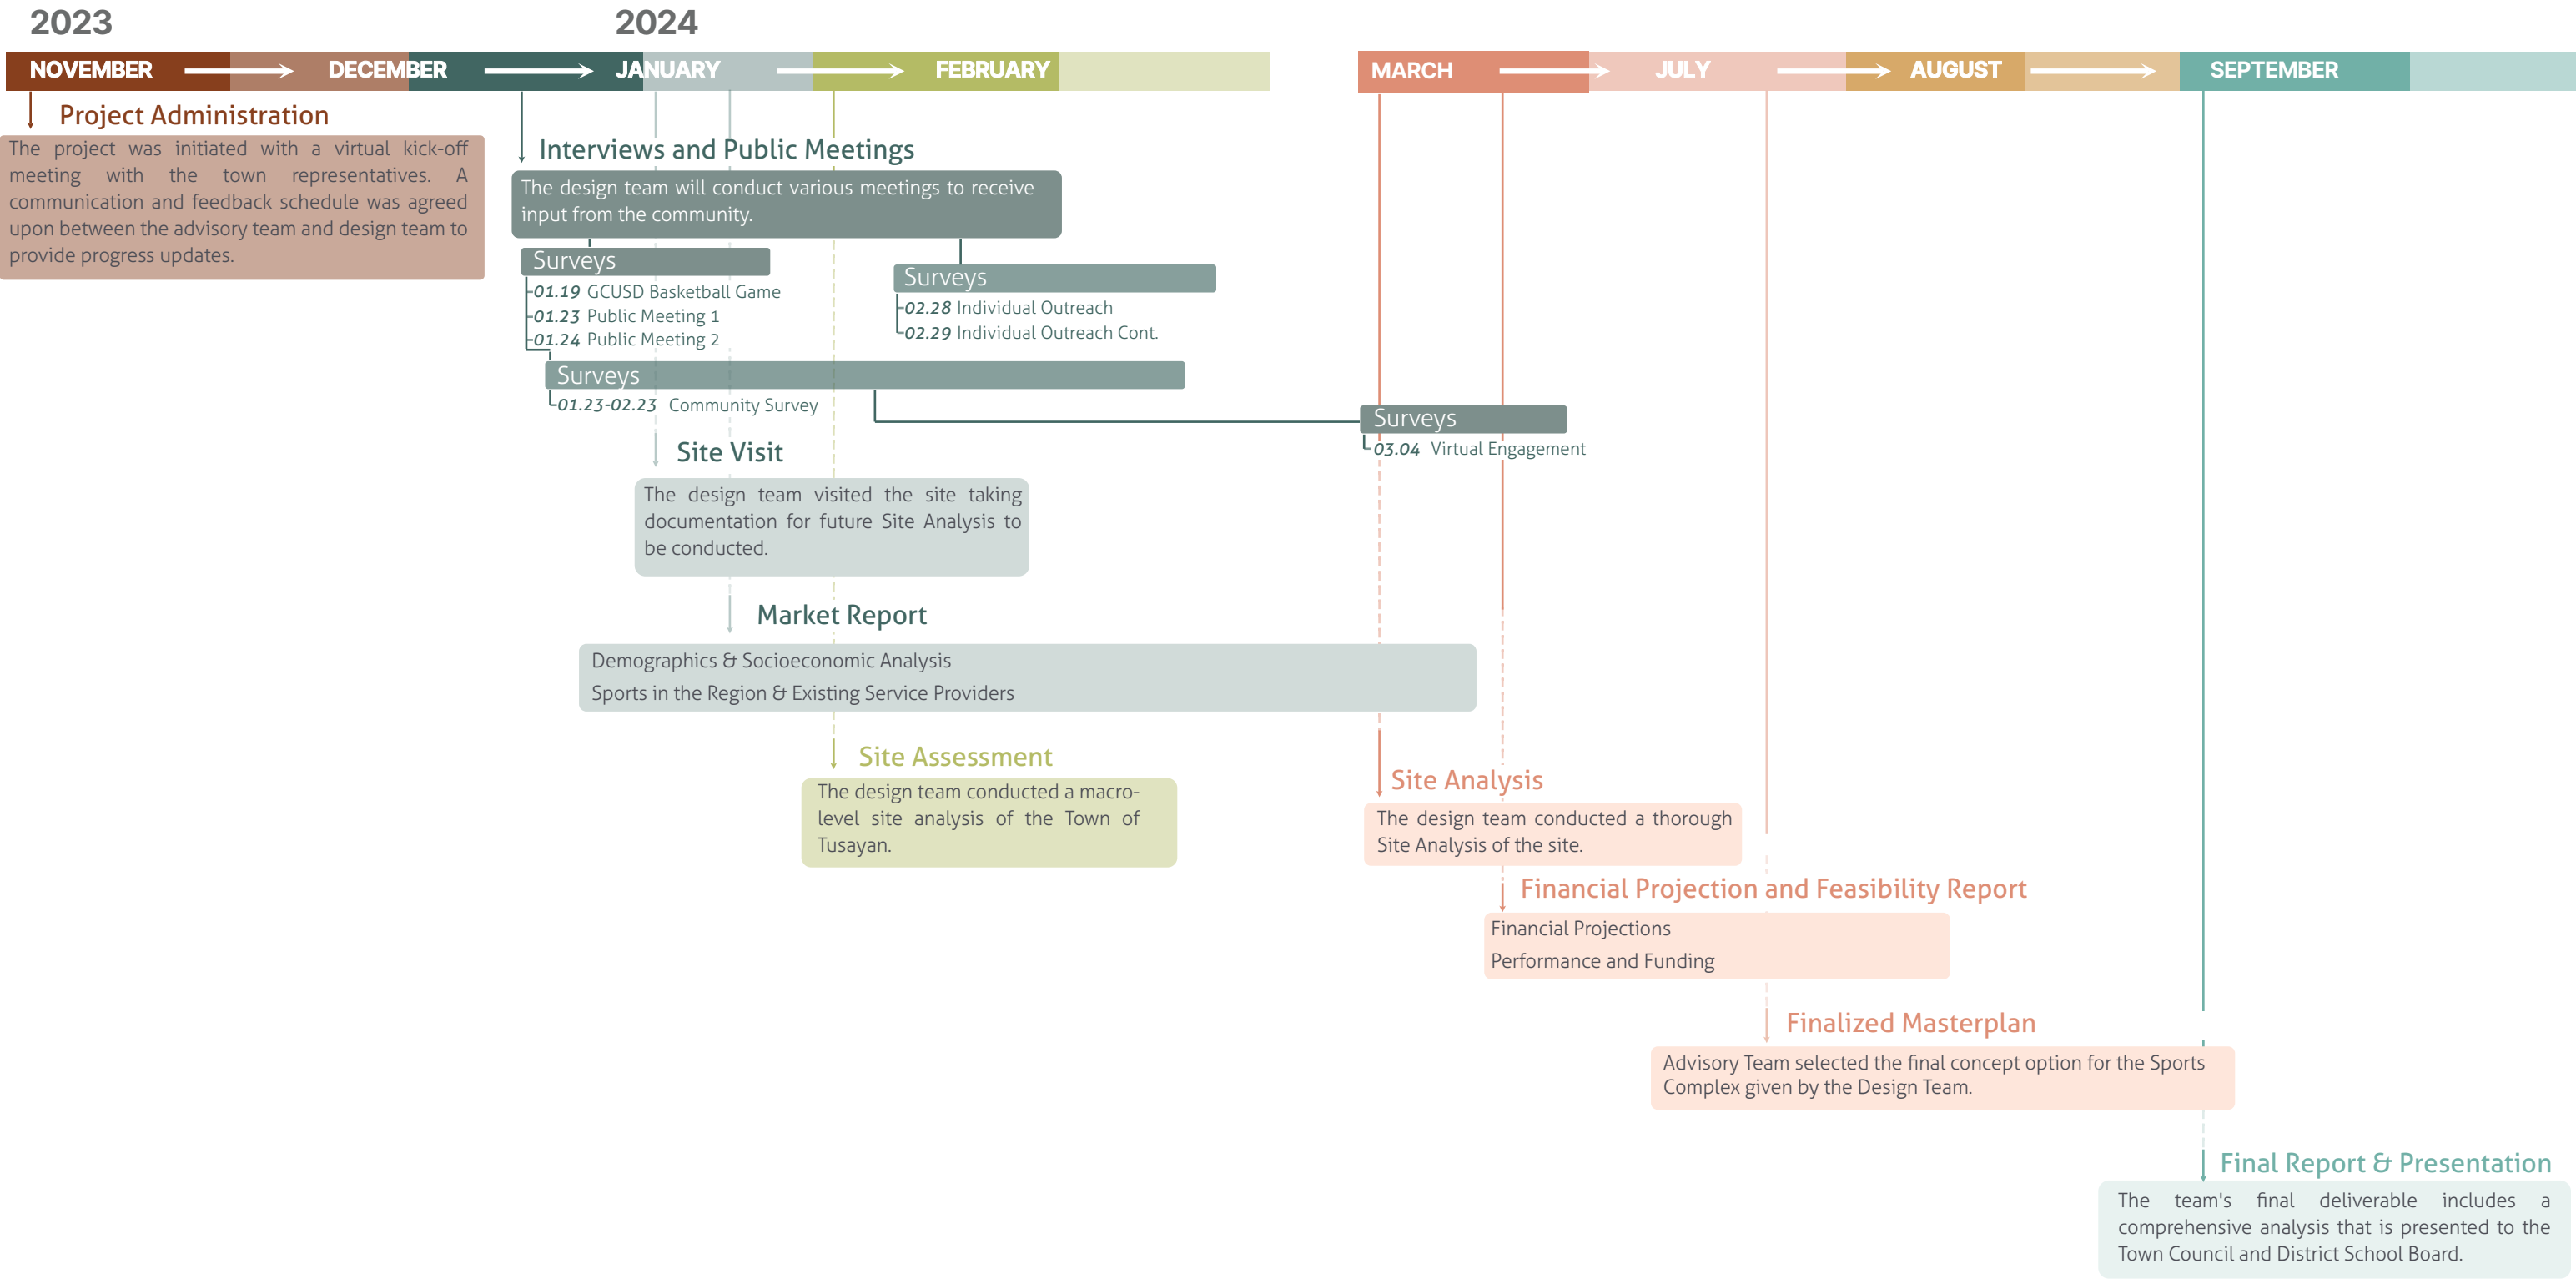 2023
2024
NOVEMBER
DECEMBER
JANUARY
FEBRUARY
MARCH
JULY
AUGUST
SEPTEMBER
Project Administration
The project was initiated with a virtual kick-off
meeting with the town representatives. A
communication and feedback schedule was agreed
upon between the advisory team and design team to
provide progress updates.
Interviews and Public Meetings
The design team will conduct various meetings to receive
input from the community.
Surveys
01.19 GCUSD Basketball Game
01.23 Public Meeting 1
01.24 Public Meeting 2
Surveys
02.28 Individual Outreach
02.29 Individual Outreach Cont.
Surveys
01.23-02.23 Community Survey
Surveys
03.04 Virtual Engagement
Site Visit
The design team visited the site taking
documentation for future Site Analysis to
be conducted.
Market Report
Demographics & Socioeconomic Analysis
Sports in the Region & Existing Service Providers
Site Assessment
The design team conducted a macro-
level site analysis of the Town of
Tusayan.
Site Analysis
The design team conducted a thorough
Site Analysis of the site.
Financial Projection and Feasibility Report
Financial Projections
Performance and Funding
Finalized Masterplan
Advisory Team selected the final concept option for the Sports
Complex given by the Design Team.
Final Report & Presentation
The team's final deliverable includes a
comprehensive analysis that is presented to the
Town Council and District School Board.